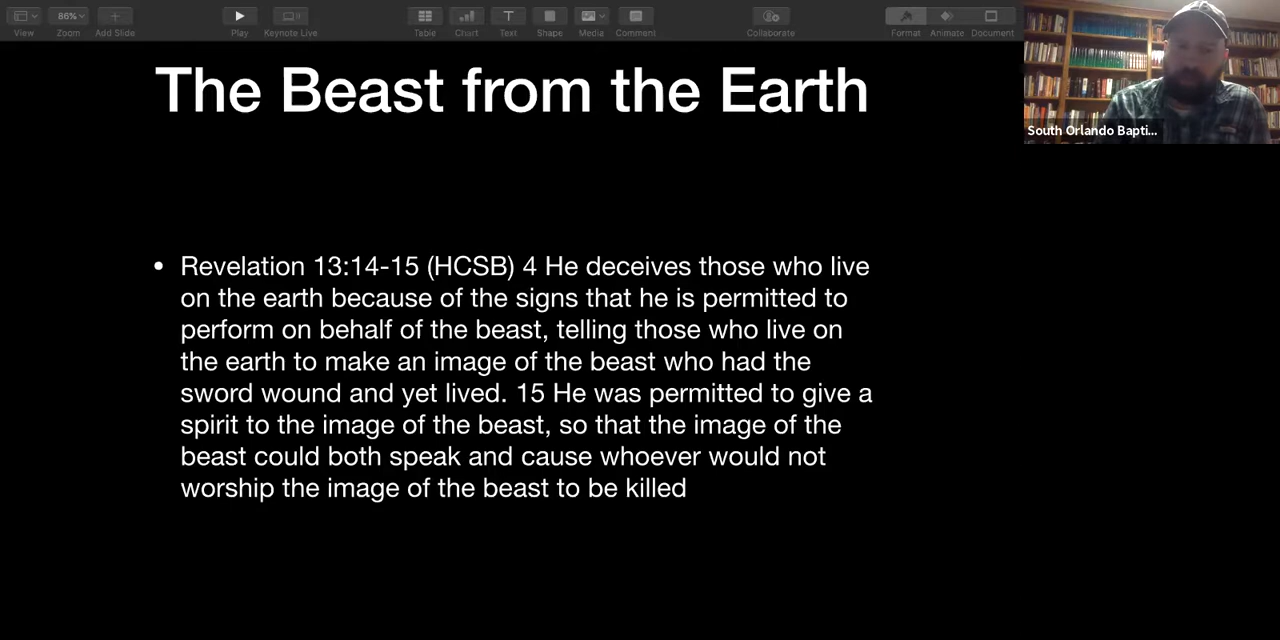 86%
View
Zoom
Add Slide
Play
Keynote Live
Table
Chart
Text
Shape
Media
Comment
Collaborate
Format
Animate
Document
The Beast from the Earth
South Orlando Bapti...
• Revelation 13:14-15 (HCSB) 4 He deceives those who live
on the earth because of the signs that he is permitted to
perform on behalf of the beast, telling those who live on
the earth to make an image of the beast who had the
sword wound and yet lived. 15 He was permitted to give a
spirit to the image of the beast, so that the image of the
beast could both speak and cause whoever would not
worship the image of the beast to be killed